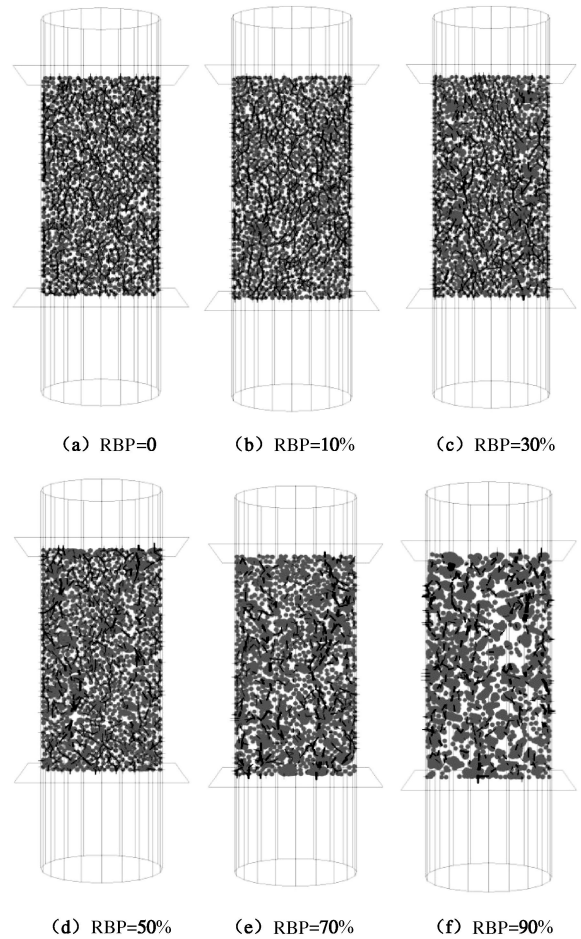 (a) RBP=0
(b) RBP=10%
(c) RBP=30%
(d) RBP=50%
(e) RBP=70%
(f) RBP=90%